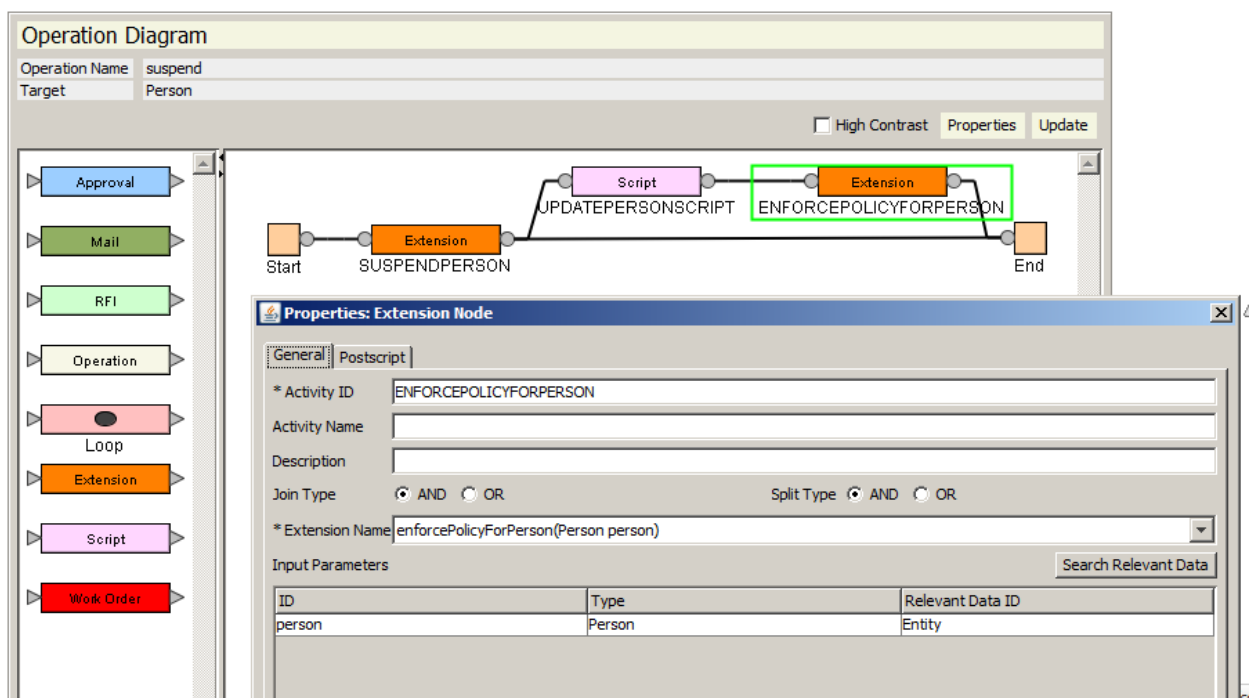 Operation Diagram
Operation Name suspend
Target Person
High Contrast Properties Update
Approval
Mail
RFI
Operation
Loop
Extension
Script
Work Order
Script Extension
UPDATEPERSONSCRIPT ENFORCEPOLICYFORPERSON
Extension
Start SUSPENDPERSON End
Properties: Extension Node
General Postscript
* Activity ID ENFORCEPOLICYFORPERSON
Activity Name
Description
Join Type AND OR Split Type AND OR
* Extension Name enforcePolicyForPerson(Person person)
Input Parameters Search Relevant Data
ID Type Relevant Data ID
person Person Entity